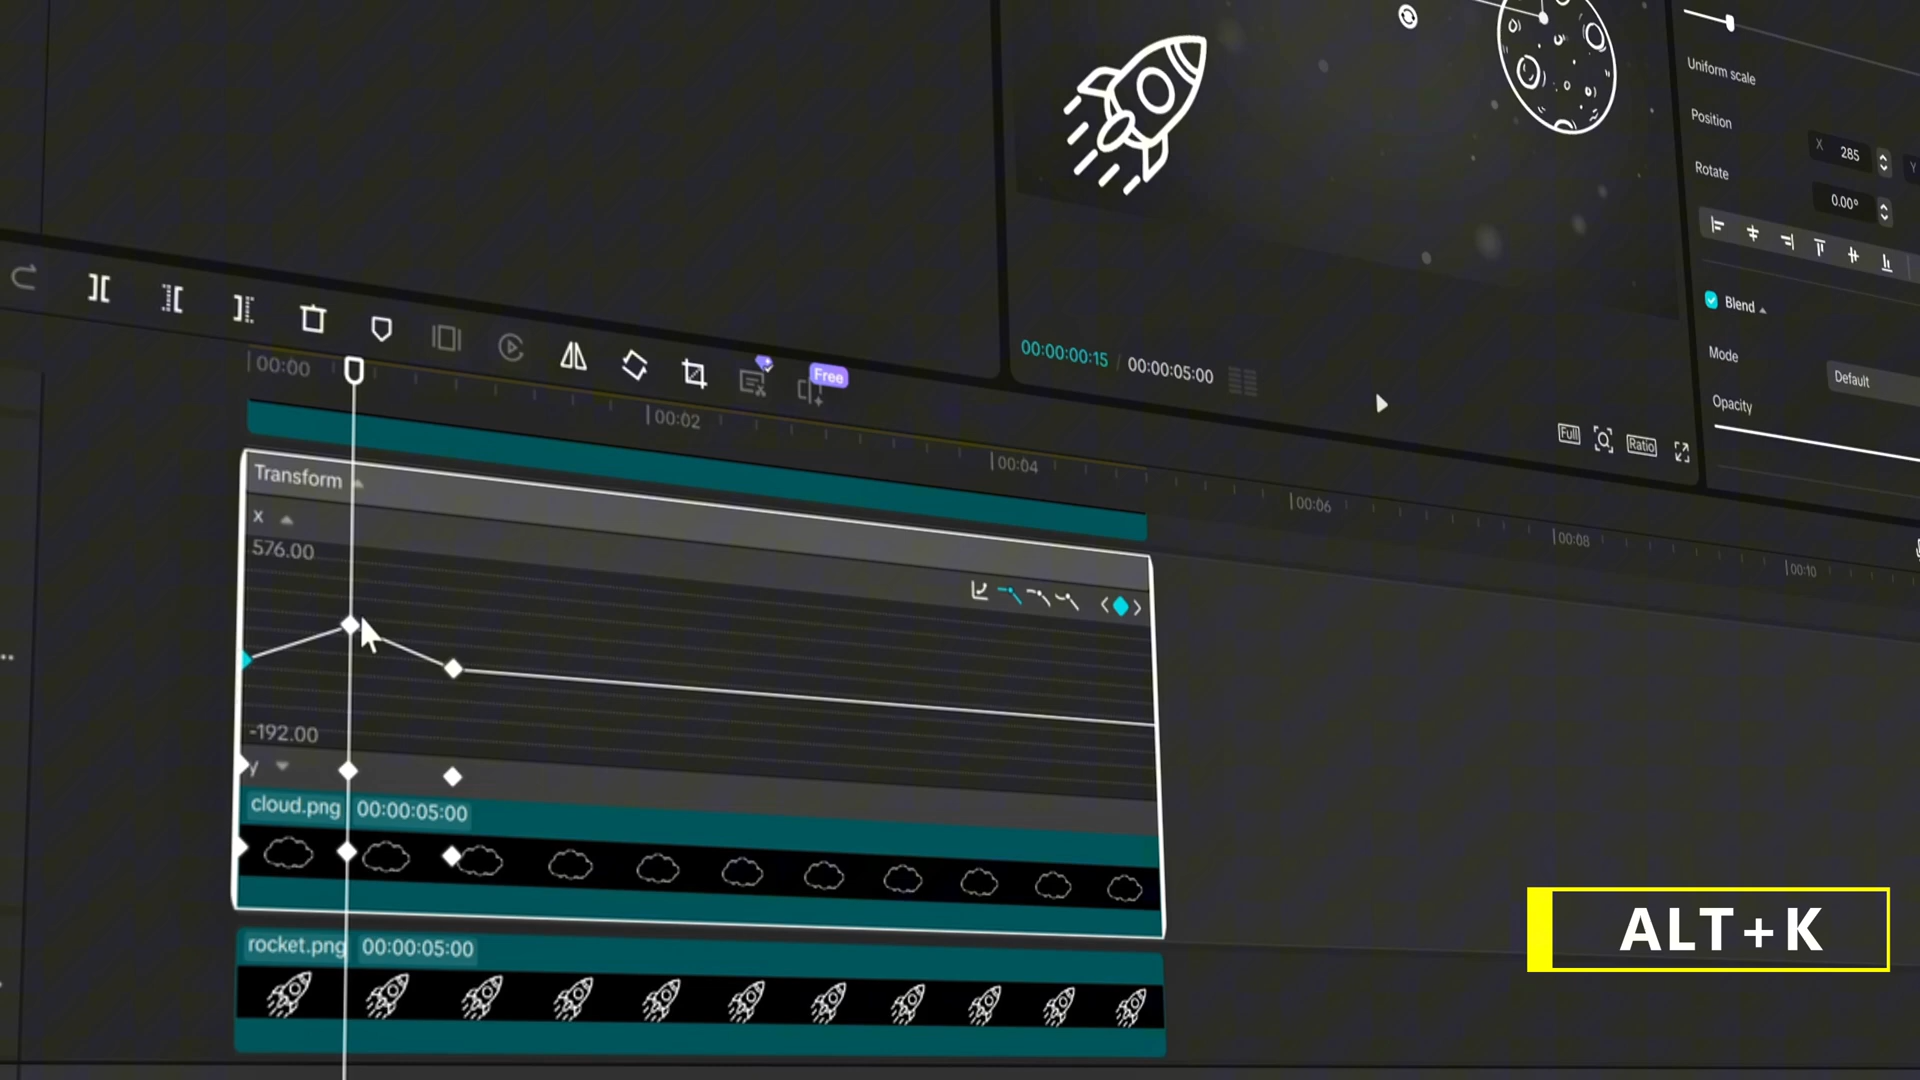 Uniform scale
Position
X 285
Y
Rotate
0.00°
Blend
Mode
Default
Opacity
00:00:00:15 / 00:00:05:00
Full
Ratio
Free
00:00
00:02
00:04
00:06
00:08
00:10
Transform
x
576.00
-192.00
y
cloud.png 00:00:05:00
rocket.png 00:00:05:00
ALT+K